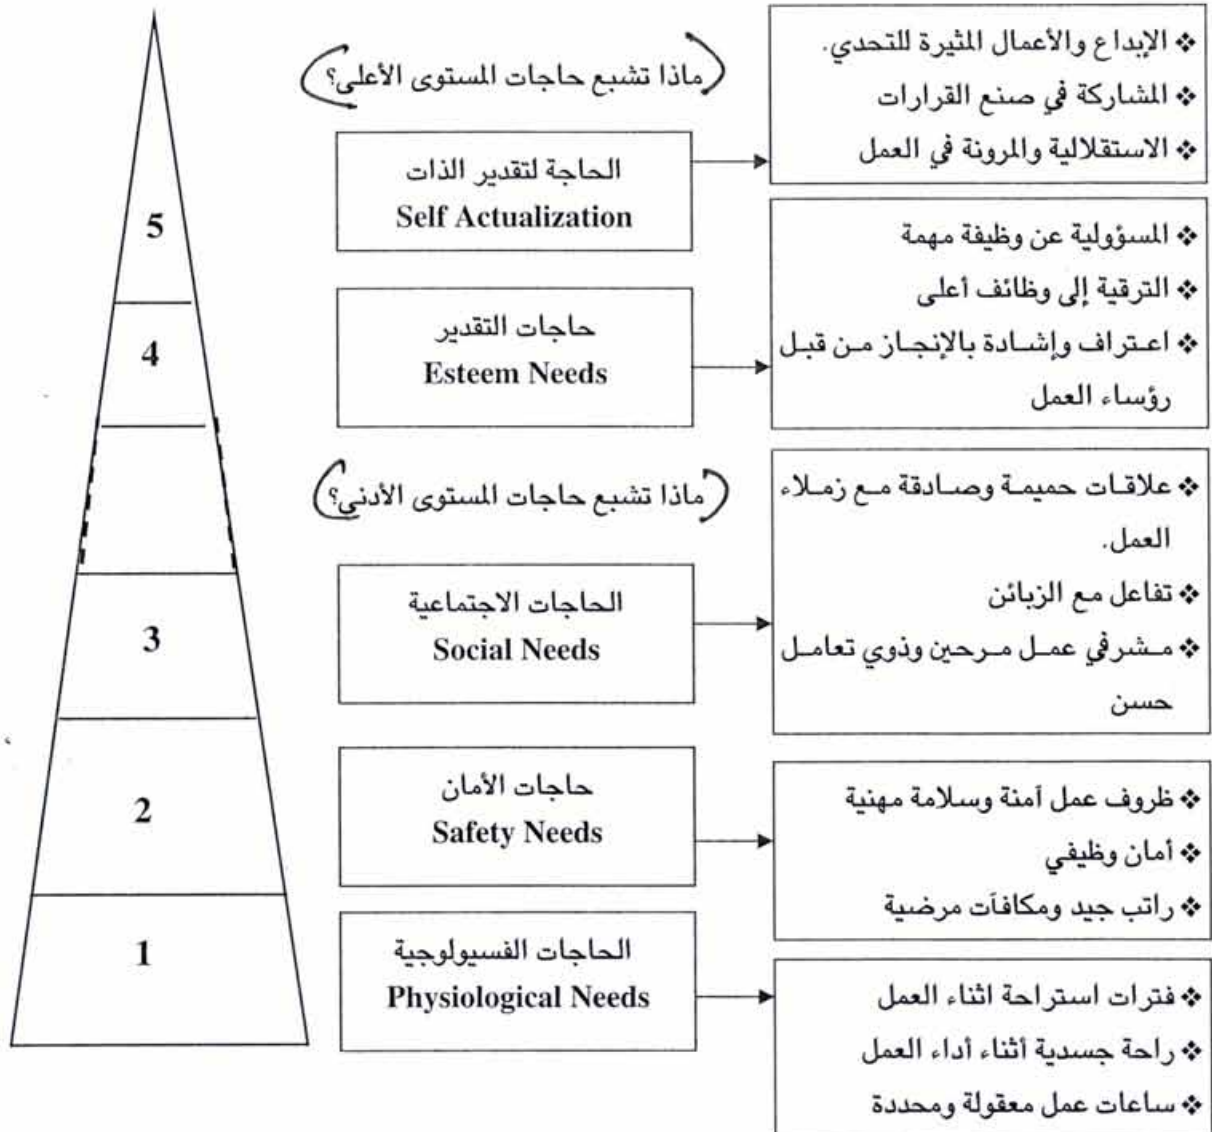 ماذا تشبع حاجات المستوى الأعلى؟
5
الحاجة لتقدير الذات
Self Actualization
❖ الإبداع والأعمال المثيرة للتحدي.
❖ المشاركة في صنع القرارات
❖ الاستقلالية والمرونة في العمل
4
حاجات التقدير
Esteem Needs
❖ المسؤولية عن وظيفة مهمة
❖ الترقية إلى وظائف أعلى
❖ اعتراف وإشادة بالإنجاز من قبل
رؤساء العمل
ماذا تشبع حاجات المستوى الأدنى؟
3
الحاجات الاجتماعية
Social Needs
❖ علاقات حميمة وصادقة مع زملاء
العمل.
❖ تفاعل مع الزبائن
❖ مشرفي عمل مرحين وذوي تعامل
حسن
2
حاجات الأمان
Safety Needs
❖ ظروف عمل آمنة وسلامة مهنية
❖ أمان وظيفي
❖ راتب جيد ومكافآت مرضية
1
الحاجات الفسيولوجية
Physiological Needs
❖ فترات استراحة اثناء العمل
❖ راحة جسدية أثناء أداء العمل
❖ ساعات عمل معقولة ومحددة